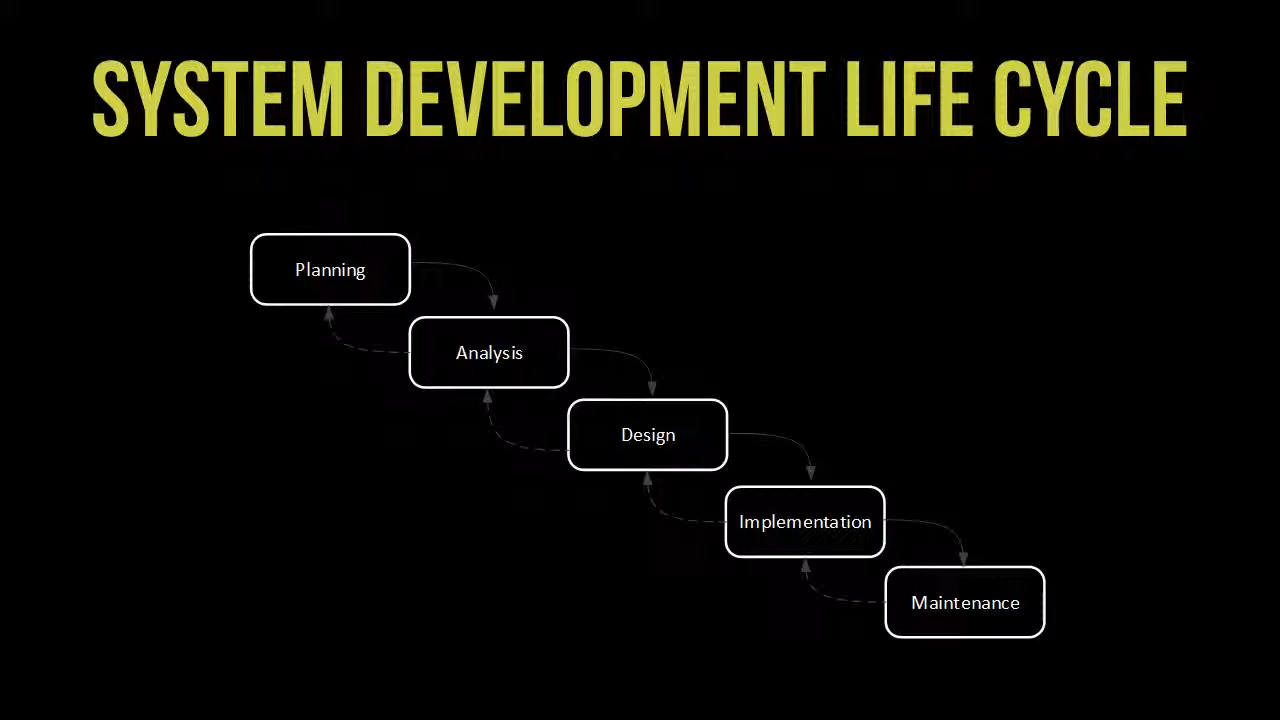 SYSTEM DEVELOPMENT LIFE CYCLE
Planning
Analysis
Design
Implementation
Maintenance